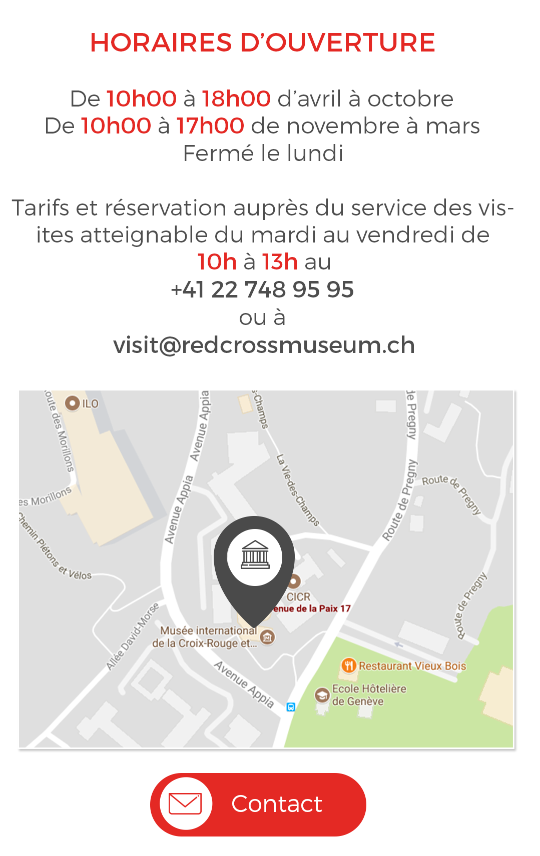 HORAIRES D'OUVERTURE
De 10h00 à 18h00 d'avril à octobre
De 10h00 à 17h00 de novembre à mars
Fermé le lundi
Tarifs et réservation auprès du service des vis-
ites atteignable du mardi au vendredi de
10h à 13h au
+41 22 748 95 95
ou à
visit@redcrossmuseum.ch
ILO
oute des Morillons
es Morillons
Chemin Piétons et Vélos
Avenue Appia
Avenue Appia
s-Champs
La Vie-des-Champs
te de Pregny
Route de Pregny
Route de Pregny
Route de Pregny
CICR
enue de la Paix 17
Musée international
de la Croix-Rouge et...
Allée David-Morse
Avenue Appia
Restaurant Vieux Bois
Ecole Hôtelière
de Genève
Contact